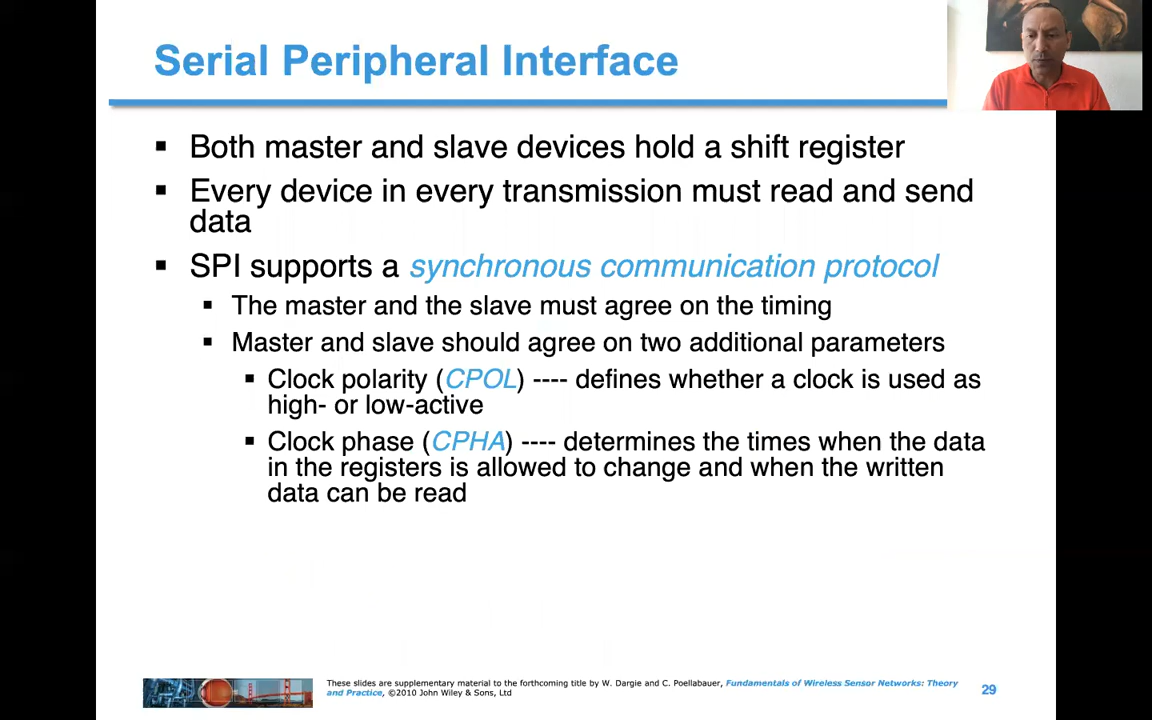 Serial Peripheral Interface
▪ Both master and slave devices hold a shift register
▪ Every device in every transmission must read and send
data
▪ SPI supports a synchronous communication protocol
▪ The master and the slave must agree on the timing
▪ Master and slave should agree on two additional parameters
▪ Clock polarity (CPOL) ---- defines whether a clock is used as
high- or low-active
▪ Clock phase (CPHA) ---- determines the times when the data
in the registers is allowed to change and when the written
data can be read
These slides are supplementary material to the forthcoming title by W. Dargie and C. Poellabauer, Fundamentals of Wireless Sensor Networks: Theory
and Practice, ©2010 John Wiley & Sons, Ltd
29